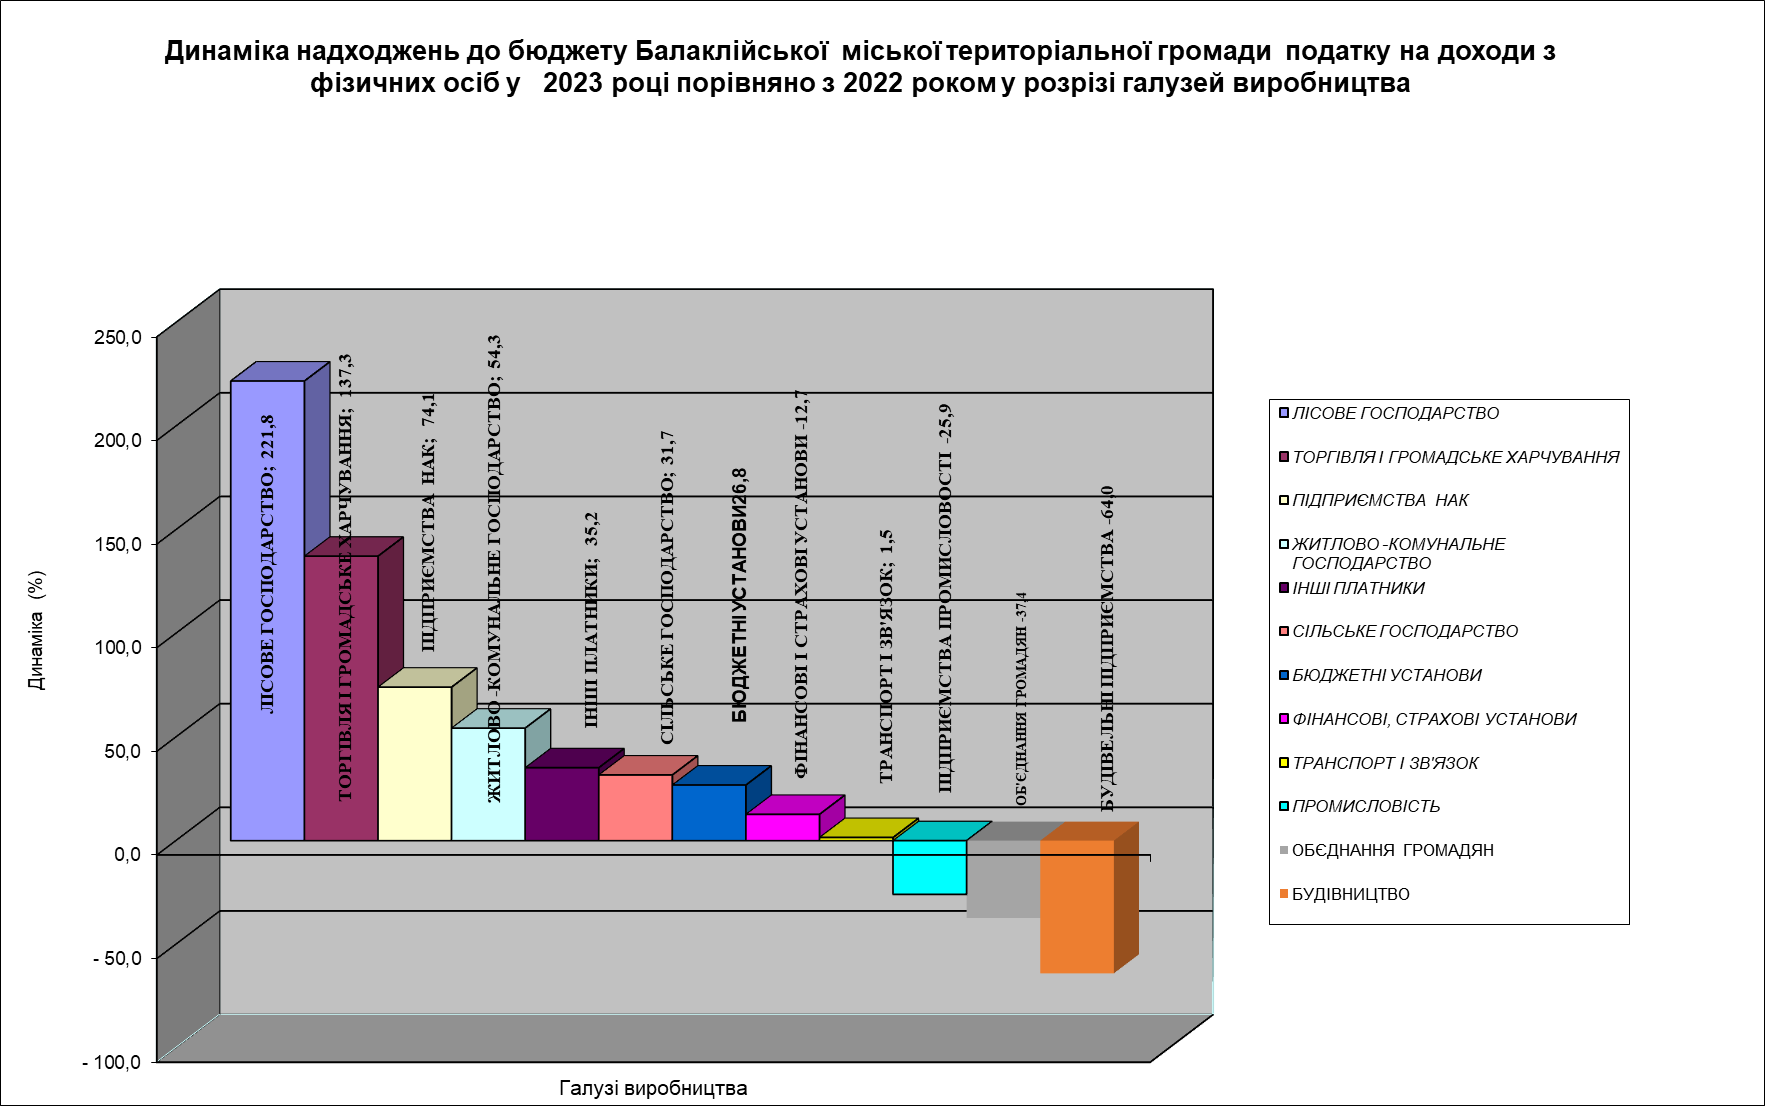 Динаміка надходжень до бюджету Балаклійської міської територіальної громади податку на доходи з
фізичних осіб у 2023 році порівняно з 2022 роком у розрізі галузей виробництва
250,0
200,0
150,0
100,0
50,0
0,0
- 50,0
- 100,0
Динаміка (%)
ЛІСОВЕ ГОСПОДАРСТВО; 221,8
ТОРГІВЛЯ І ГРОМАДСЬКЕ ХАРЧУВАННЯ; 137,3
ПІДПРИЄМСТВА НАК; 74,1
ЖИТЛОВО -КОМУНАЛЬНЕ ГОСПОДАРСТВО; 54,3
ІНШІ ПЛАТНИКИ; 35,2
СІЛЬСЬКЕ ГОСПОДАРСТВО; 31,7
БЮДЖЕТНІ УСТАНОВИ26,8
ФІНАНСОВІ І СТРАХОВІ УСТАНОВИ -12,7
ТРАНСПОРТ І ЗВ'ЯЗОК; 1,5
ПІДПРИЄМСТВА ПРОМИСЛОВОСТІ -25,9
ОБ'ЄДНАННЯ ГРОМАДЯН -37,4
БУДІВЕЛЬНІ ПІДПРИЄМСТВА -64,0
Галузі виробництва
ЛІСОВЕ ГОСПОДАРСТВО
ТОРГІВЛЯ І ГРОМАДСЬКЕ ХАРЧУВАННЯ
ПІДПРИЄМСТВА НАК
ЖИТЛОВО -КОМУНАЛЬНЕ
ГОСПОДАРСТВО
ІНШІ ПЛАТНИКИ
СІЛЬСЬКЕ ГОСПОДАРСТВО
БЮДЖЕТНІ УСТАНОВИ
ФІНАНСОВІ, СТРАХОВІ УСТАНОВИ
ТРАНСПОРТ І ЗВ'ЯЗОК
ПРОМИСЛОВІСТЬ
ОБЄДНАННЯ ГРОМАДЯН
БУДІВНИЦТВО